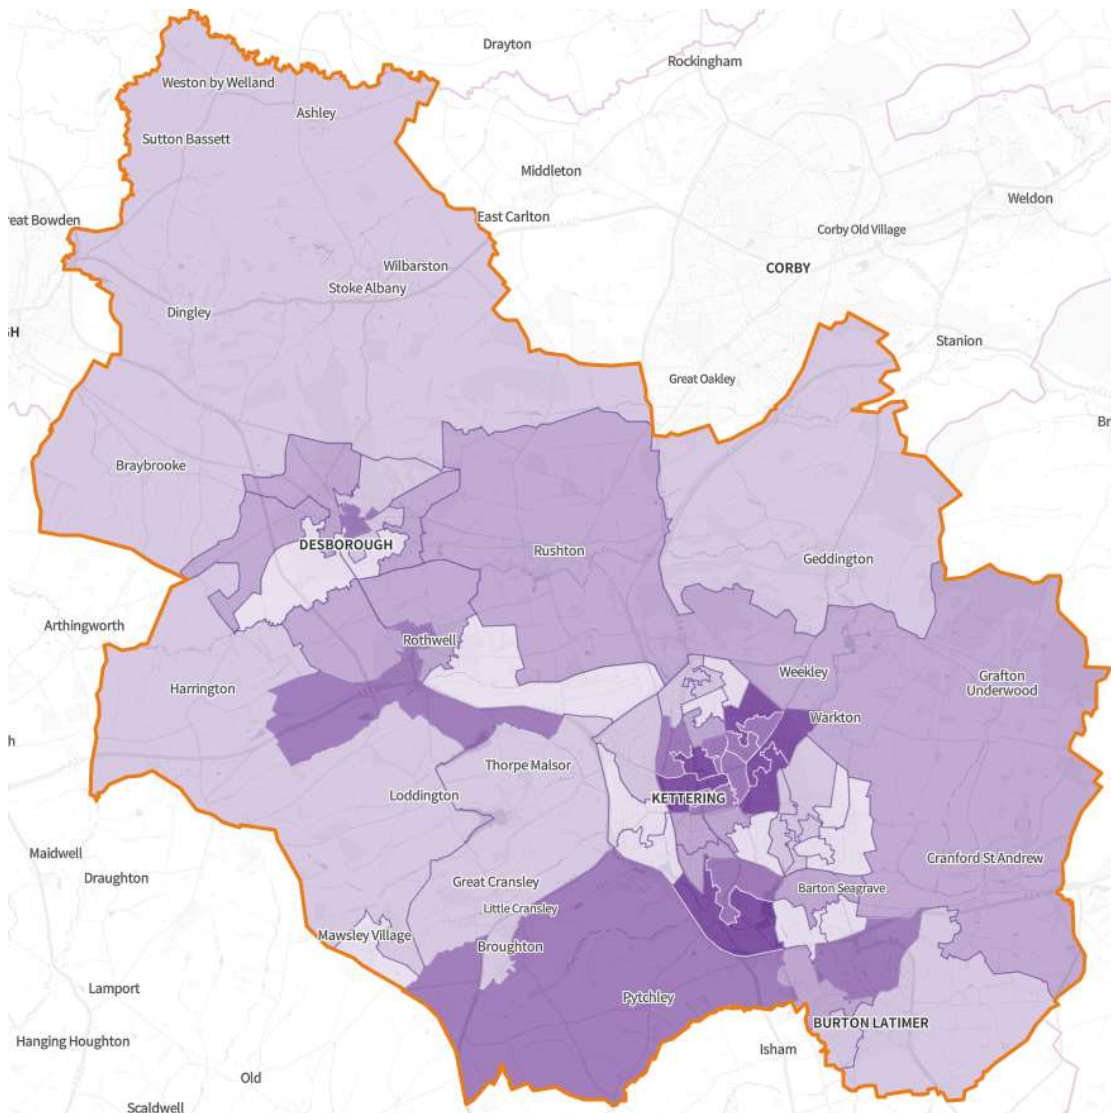 Drayton
Rockingham
Weston by Welland
Ashley
Sutton Bassett
Middleton
Weldon
reat Bowden
East Carlton
Corby Old Village
Wilbarston
CORBY
Stoke Albany
Dingley
GH
Stanion
Great Oakley
Br
Braybrooke
DESBOROUGH
Rushton
Geddington
Arthingworth
Rothwell
Weekley
Grafton
Underwood
Harrington
Warkton
h
Thorpe Malsor
Loddington
KETTERING
Maidwell
Cranford St Andrew
Draughton
Great Cransley
Barton Seagrave
Little Cransley
Mawsley Village
Broughton
Lamport
Pytchley
BURTON LATIMER
Hanging Houghton
Isham
Old
Scaldwell